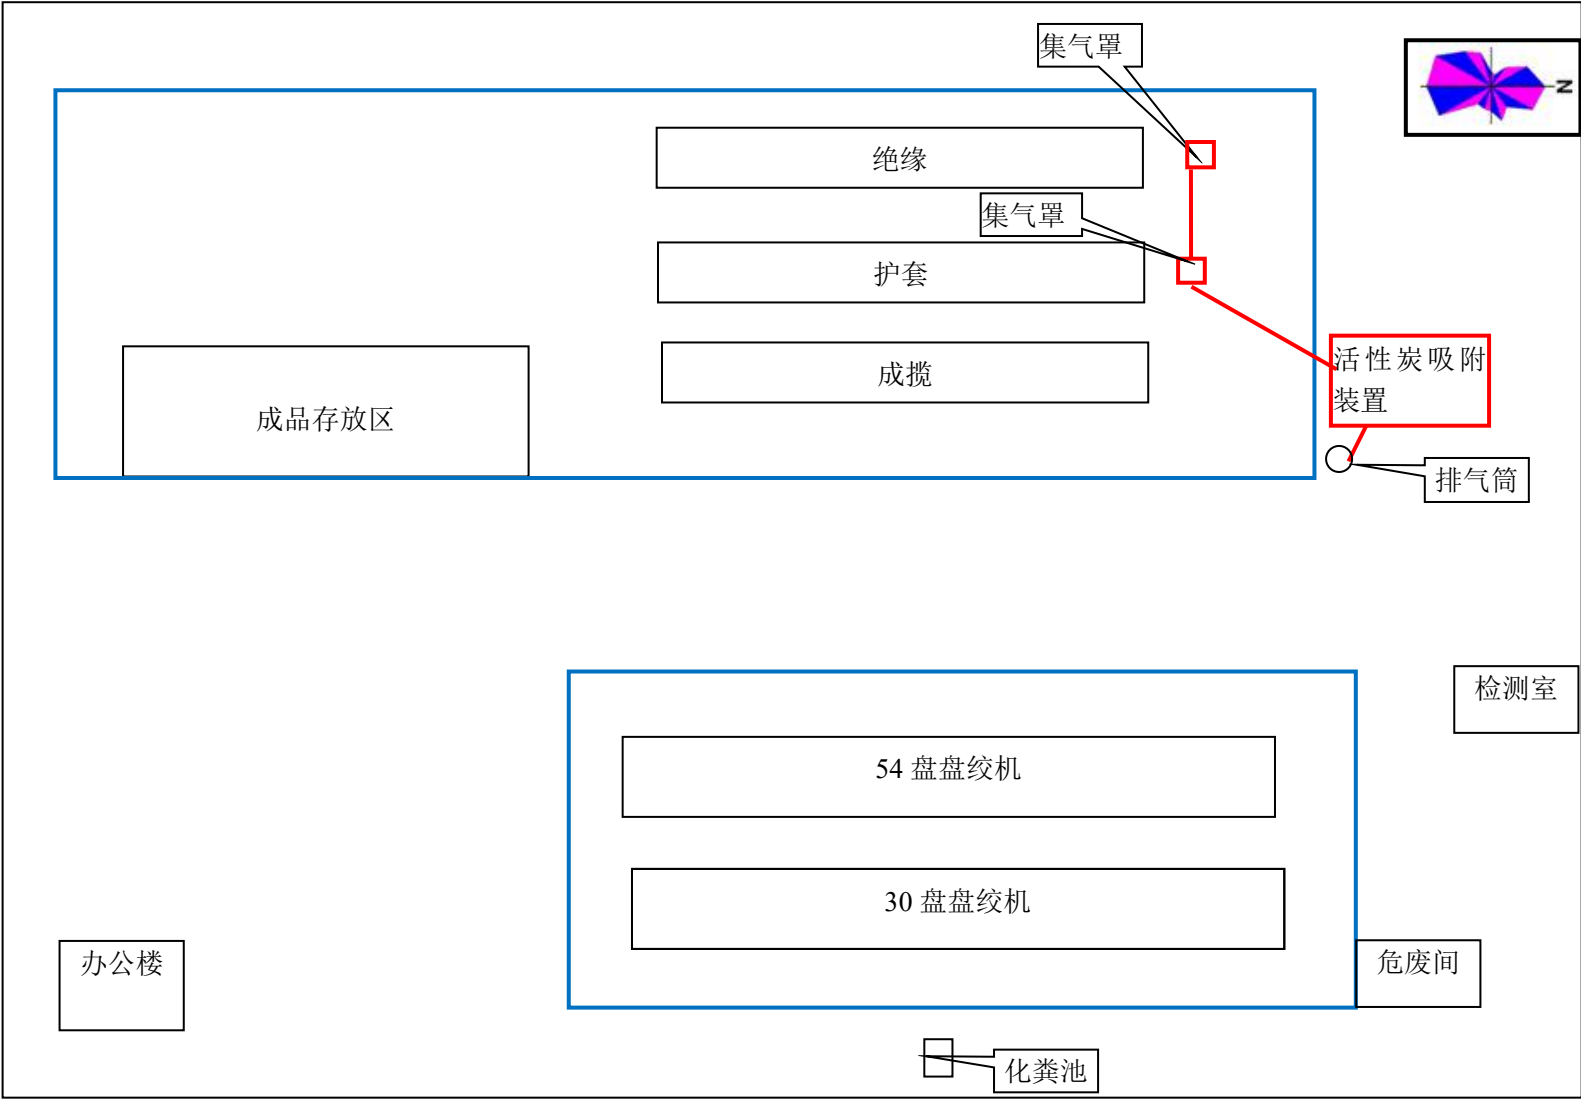 集气罩
N
绝缘
集气罩
护套
活性炭吸附
装置
成揽
成品存放区
排气筒
检测室
54 盘盘绞机
30 盘盘绞机
办公楼
危废间
化粪池